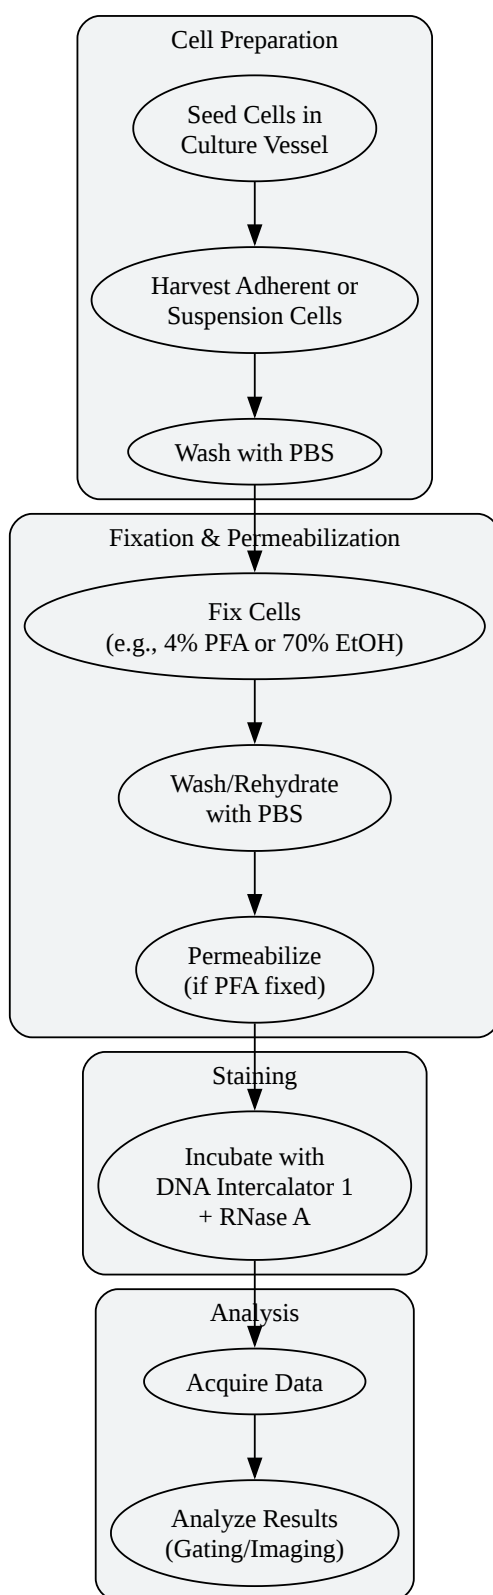 Cell Preparation
Seed Cells in
Culture Vessel
Harvest Adherent or
Suspension Cells
Wash with PBS
Fixation & Permeabilization
Fix Cells
(e.g., 4% PFA or 70% EtOH)
Wash/Rehydrate
with PBS
Permeabilize
(if PFA fixed)
Staining
Incubate with
DNA Intercalator 1
+ RNase A
Analysis
Acquire Data
Analyze Results
(Gating/Imaging)